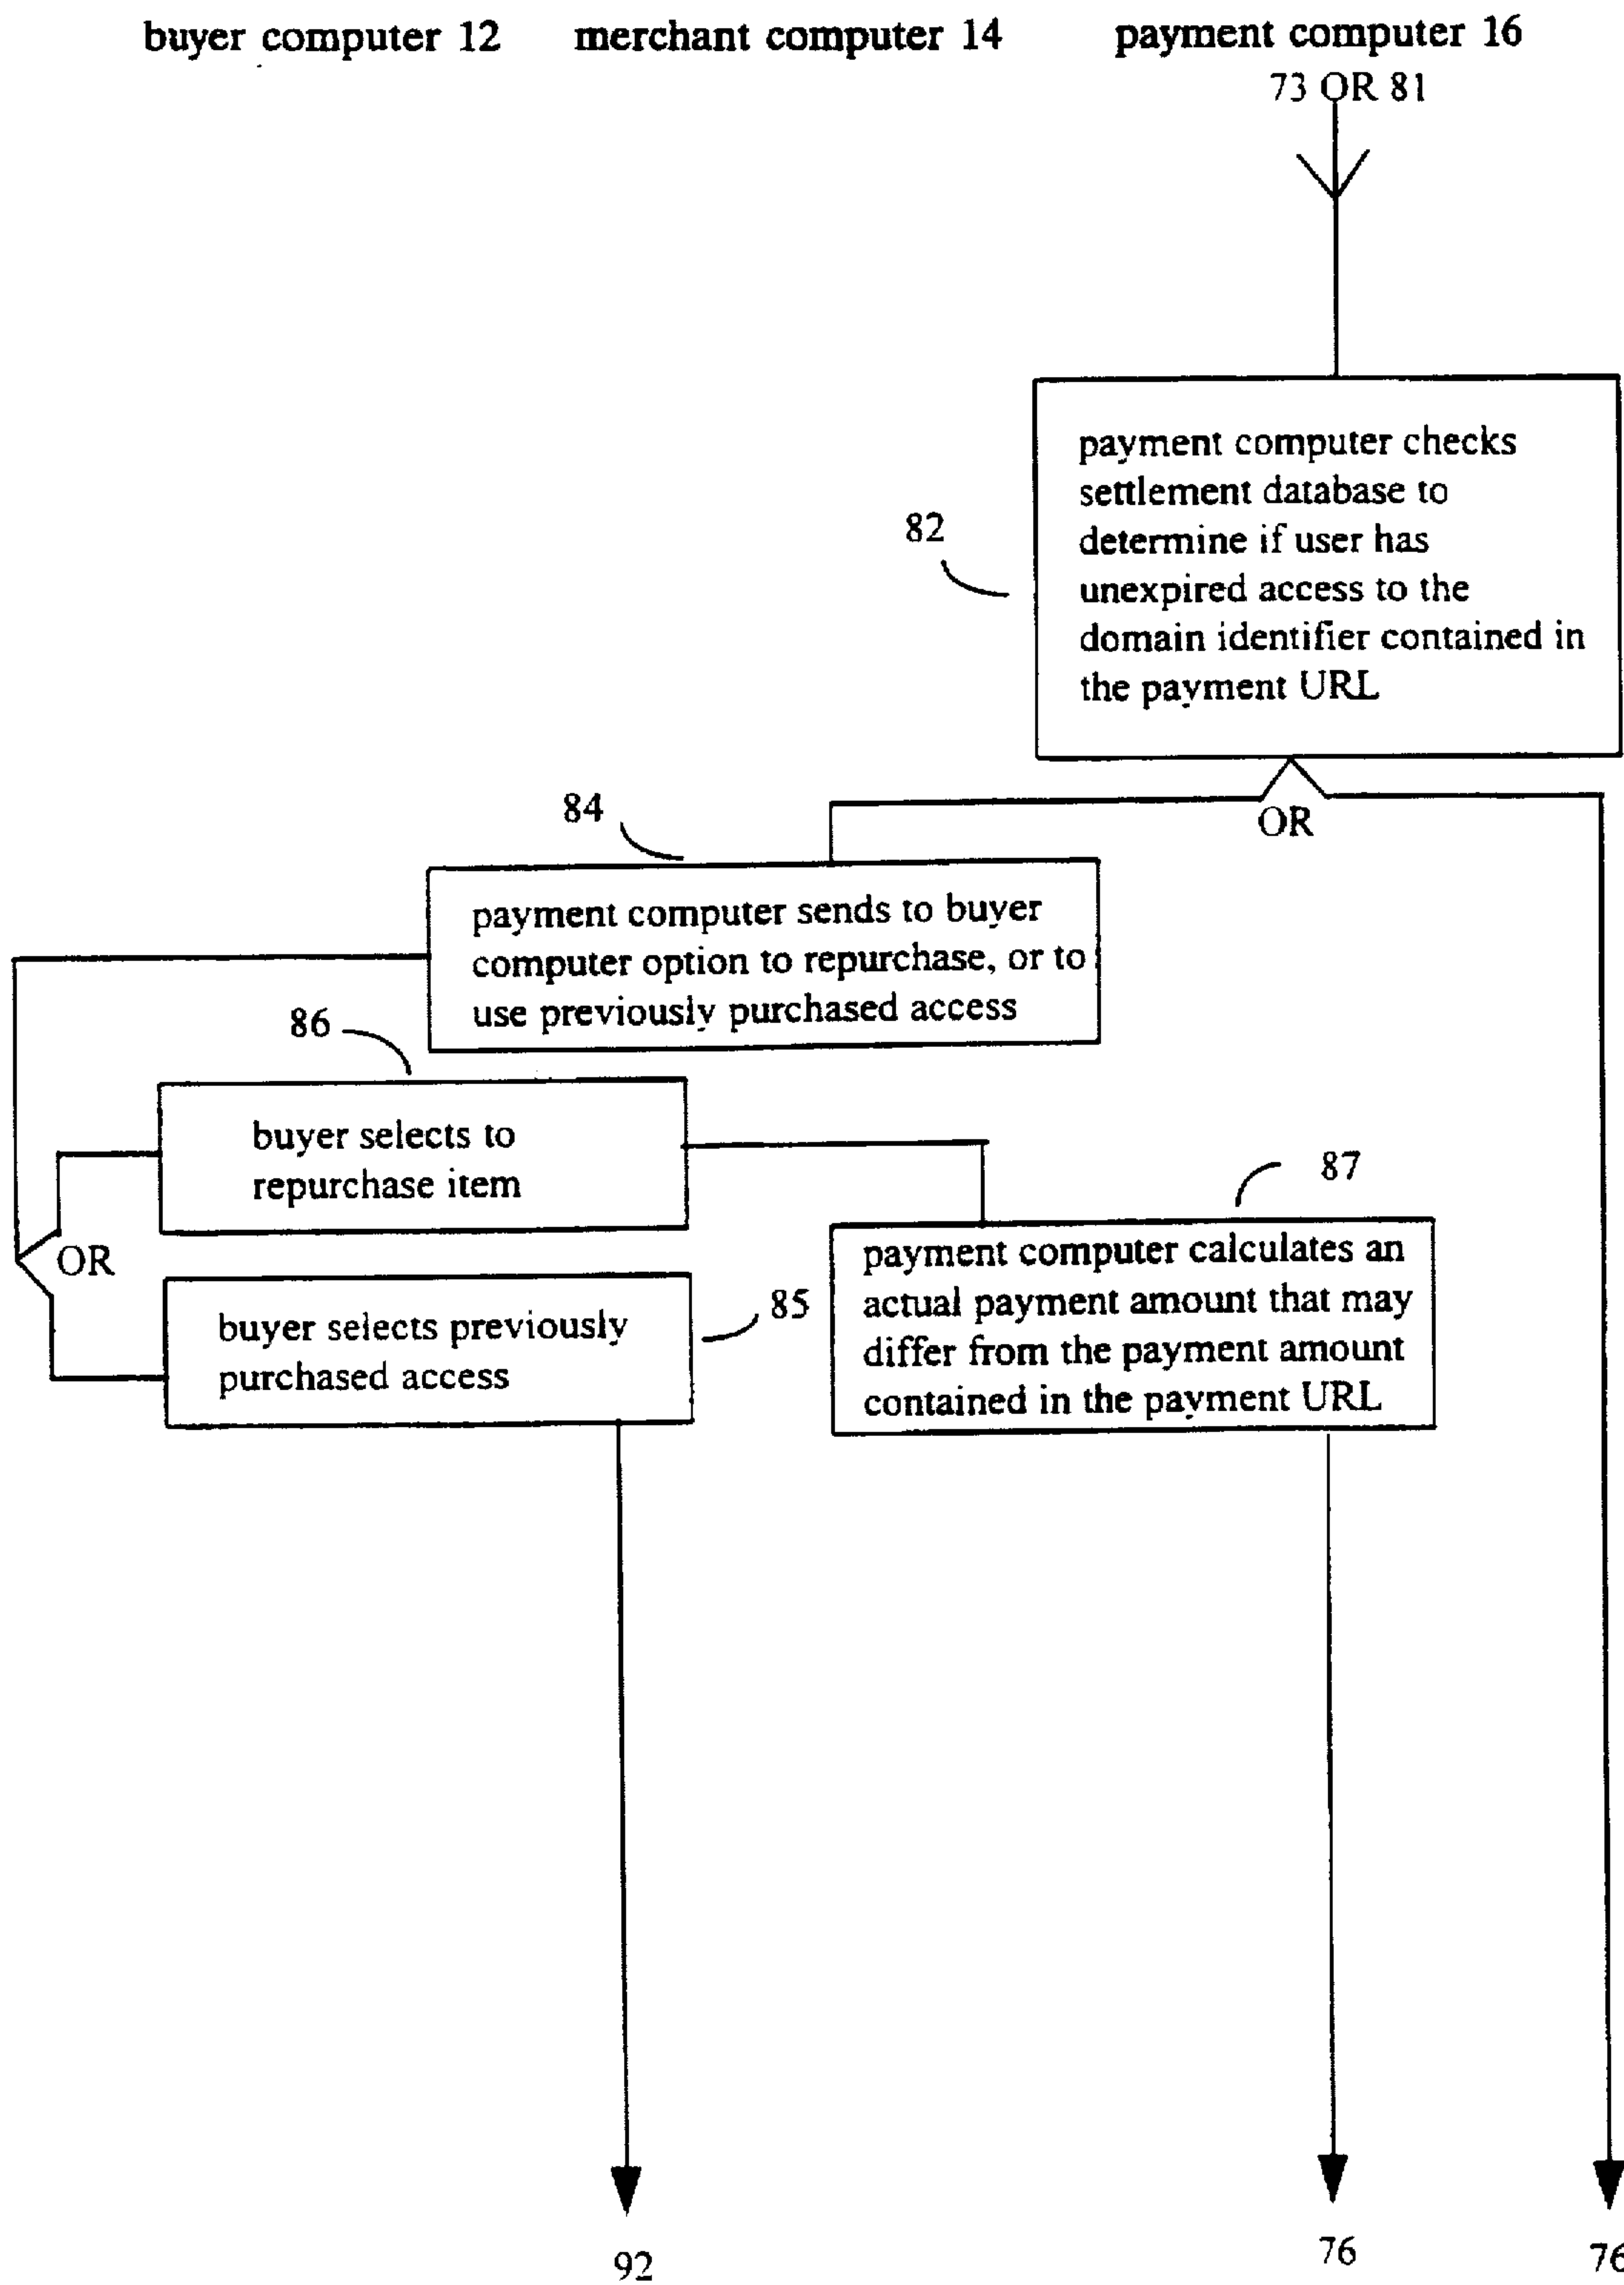 buyer computer 12 merchant computer 14 payment computer 16
73 OR 81
82
payment computer checks
settlement database to
determine if user has
unexpired access to the
domain identifier contained in
the payment URL
OR
84
payment computer sends to buyer
computer option to repurchase, or to
use previously purchased access
86
buyer selects to
repurchase item
OR
87
payment computer calculates an
actual payment amount that may
differ from the payment amount
contained in the payment URL
85
buyer selects previously
purchased access
92
76
76